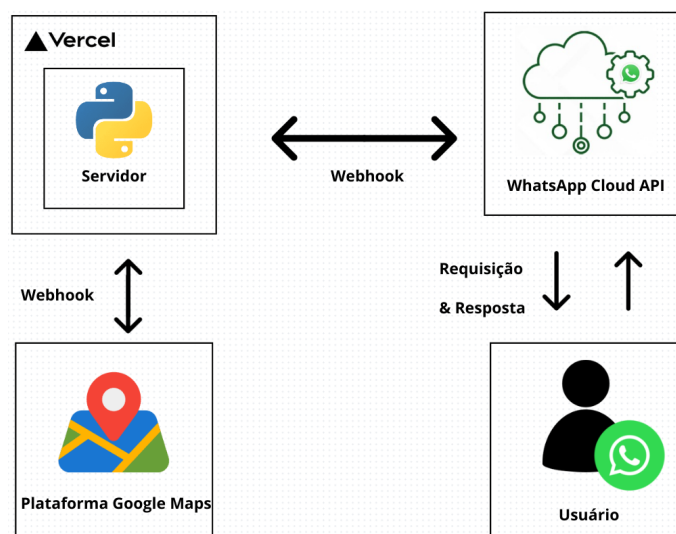 Vercel
Servidor
Webhook
WhatsApp Cloud API
Webhook
Requisição
& Resposta
Plataforma Google Maps
Usuário